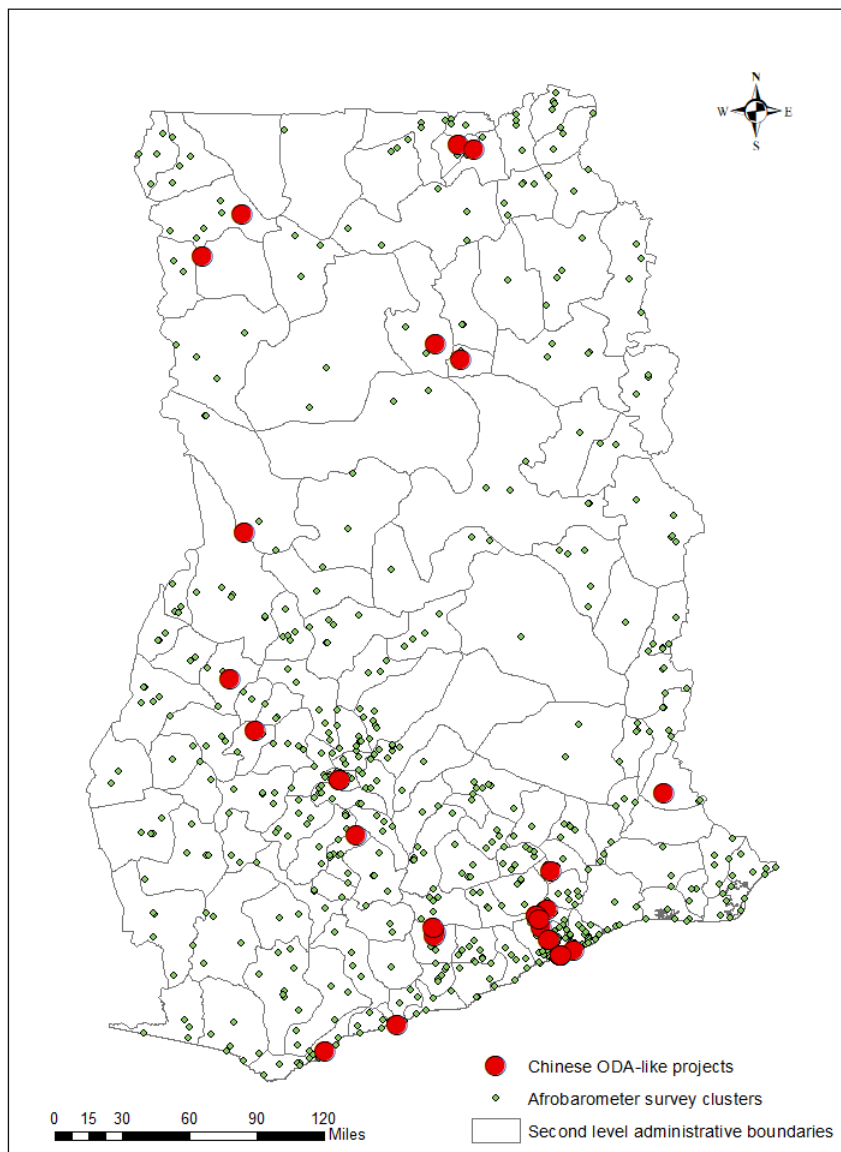 N
W E
S
Chinese ODA-like projects
Afrobarometer survey clusters
Second level administrative boundaries
0 15 30 60 90 120
Miles